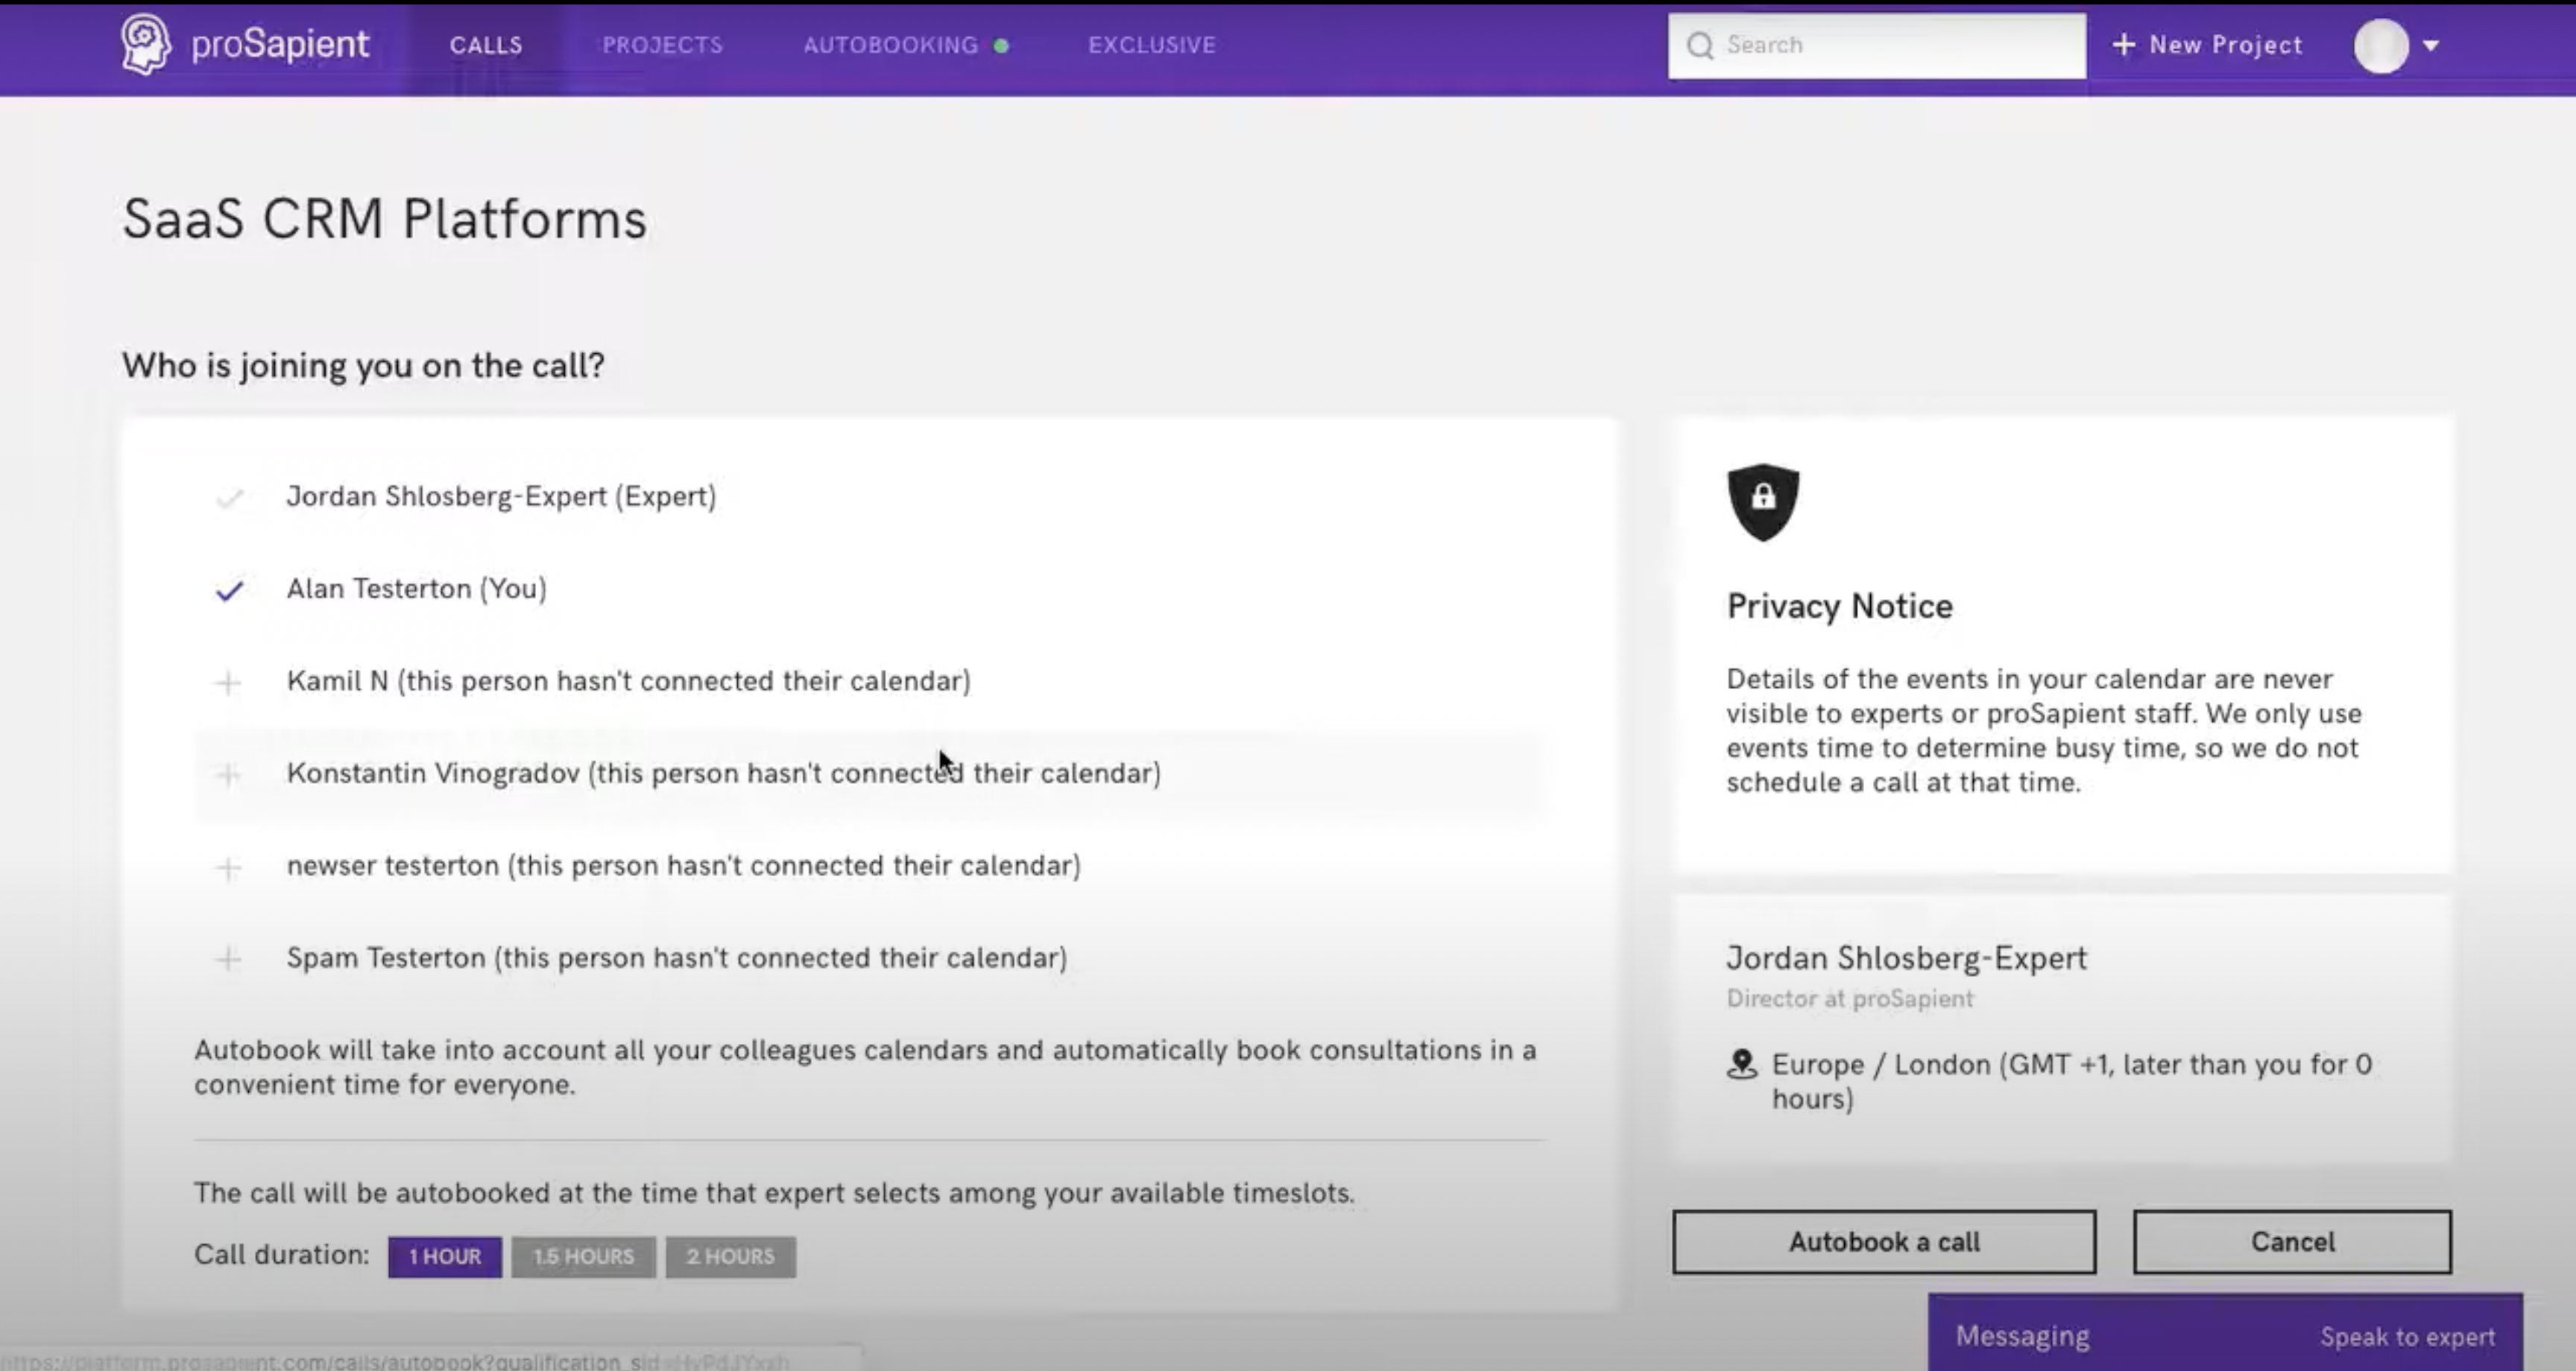 proSapient
CALLS
PROJECTS
AUTOBOOKING
EXCLUSIVE
Search
+ New Project
SaaS CRM Platforms
Who is joining you on the call?
Jordan Shlosberg-Expert (Expert)
Alan Testerton (You)
Kamil N (this person hasn't connected their calendar)
Konstantin Vinogradov (this person hasn't connected their calendar)
newser testerton (this person hasn't connected their calendar)
Spam Testerton (this person hasn't connected their calendar)
Autobook will take into account all your colleagues calendars and automatically book consultations in a
convenient time for everyone.
The call will be autobooked at the time that expert selects among your available timeslots.
Call duration:
1 HOUR
1.5 HOURS
2 HOURS
Privacy Notice
Details of the events in your calendar are never
visible to experts or proSapient staff. We only use
events time to determine busy time, so we do not
schedule a call at that time.
Jordan Shlosberg-Expert
Director at proSapient
Europe / London (GMT +1, later than you for 0
hours)
Autobook a call
Cancel
Messaging
Speak to expert